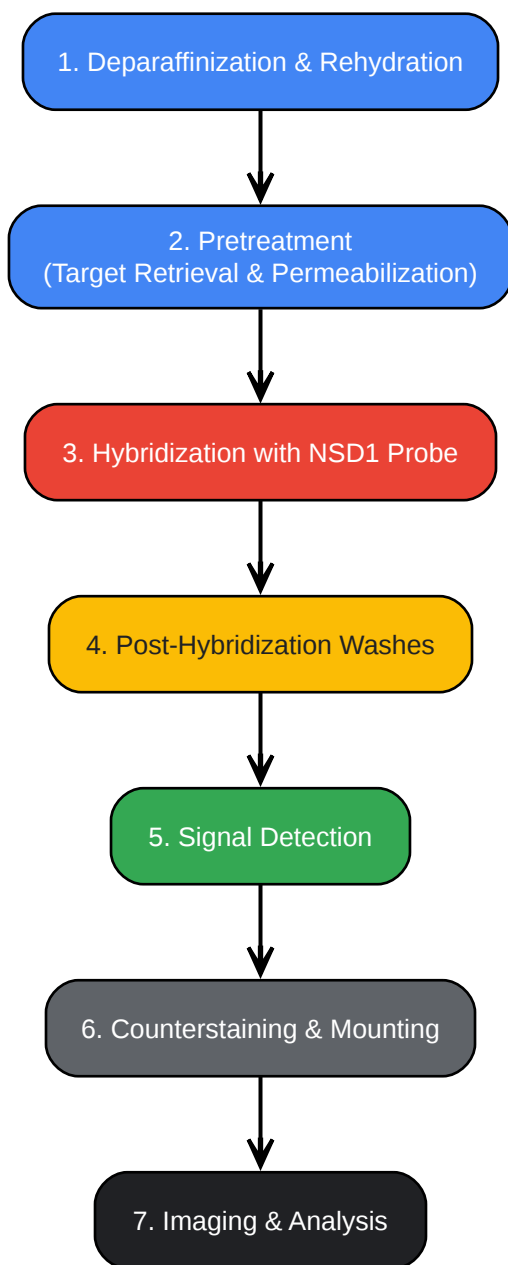 1. Deparaffinization & Rehydration
2. Pretreatment
(Target Retrieval & Permeabilization)
3. Hybridization with NSD1 Probe
4. Post-Hybridization Washes
5. Signal Detection
6. Counterstaining & Mounting
7. Imaging & Analysis